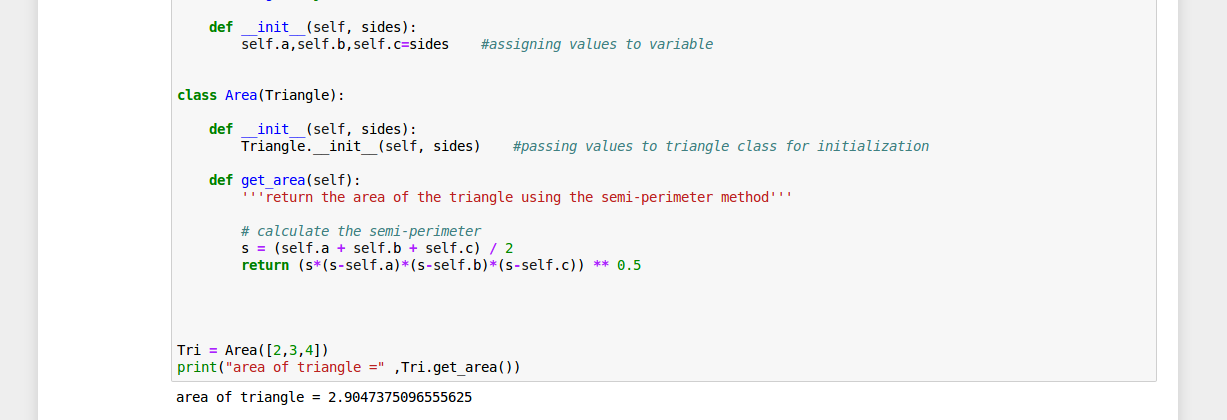 def __init__(self, sides):
self.a,self.b,self.c=sides    #assigning values to variable
class Area(Triangle):
def __init__(self, sides):
Triangle.__init__(self, sides)    #passing values to triangle class for initialization
def get_area(self):
'''return the area of the triangle using the semi-perimeter method'''
# calculate the semi-perimeter
s = (self.a + self.b + self.c) / 2
return (s*(s-self.a)*(s-self.b)*(s-self.c)) ** 0.5
Tri = Area([2,3,4])
print("area of triangle =" ,Tri.get_area())
area of triangle = 2.9047375096555625